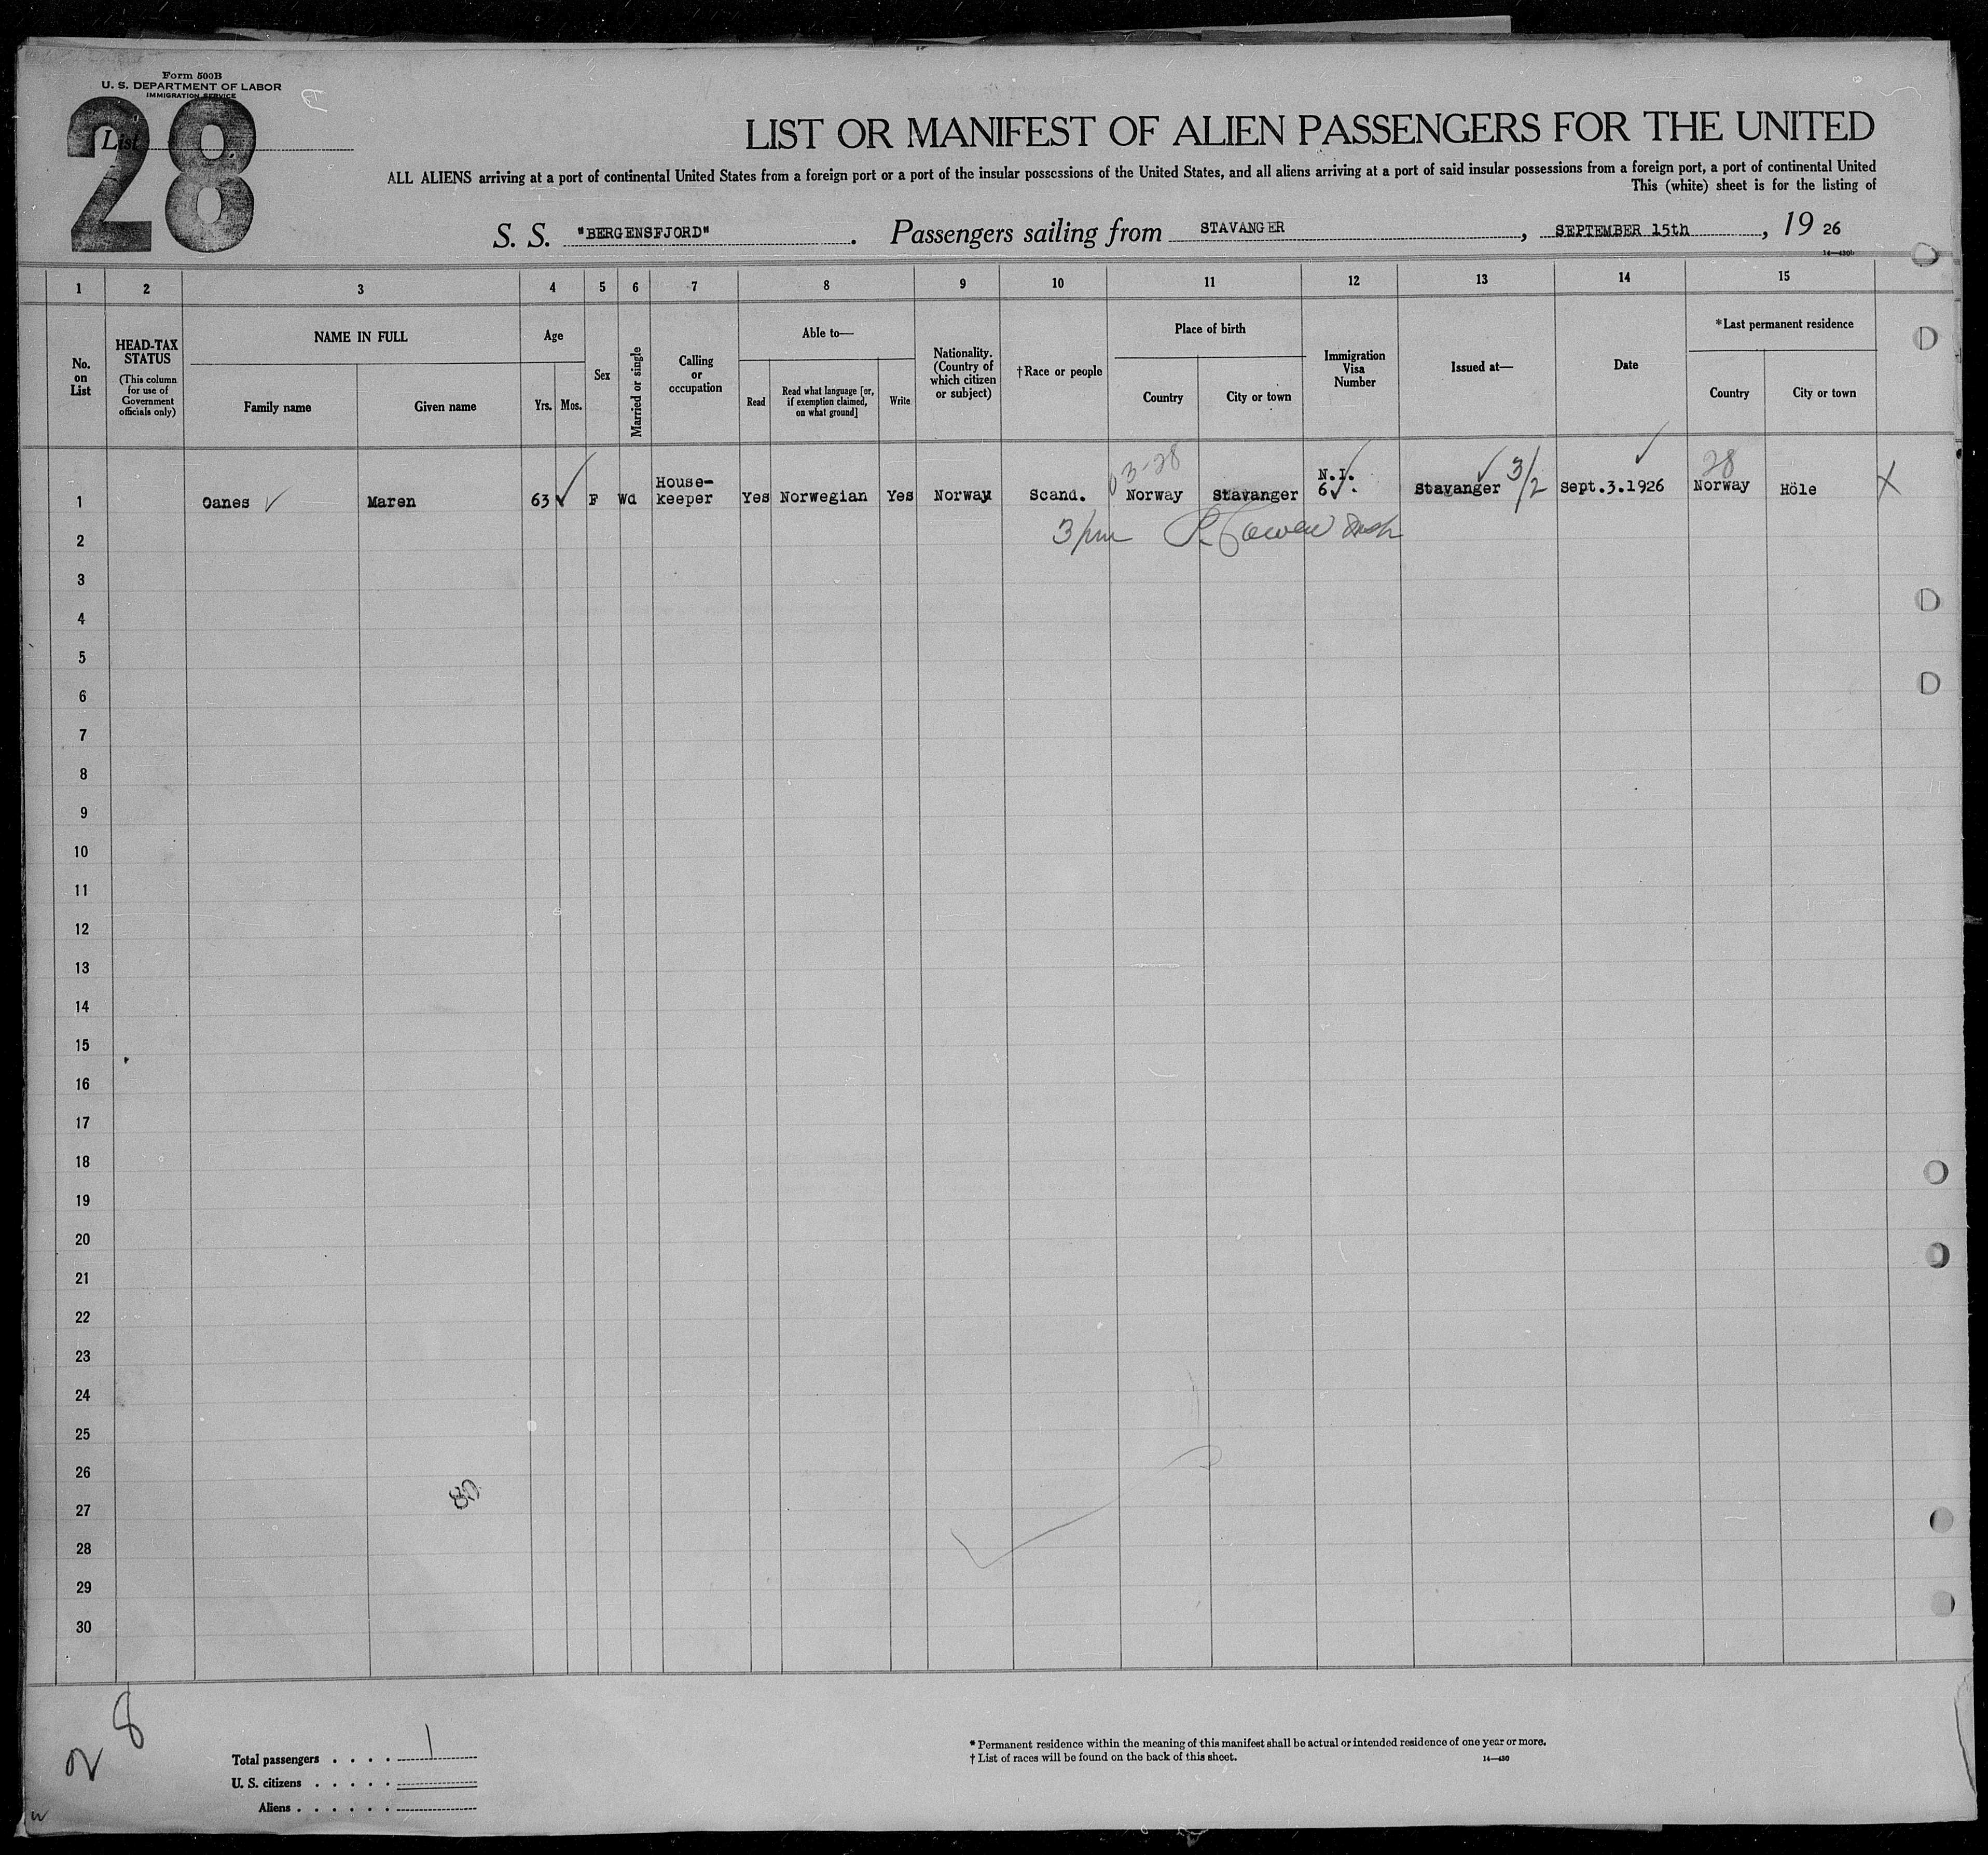 Form 500B
U. S. DEPARTMENT OF LABOR
IMMIGRATION SERVICE
28
List
LIST OR MANIFEST OF ALIEN PASSENGERS FOR THE UNITED
ALL ALIENS arriving at a port of continental United States from a foreign port or a port of the insular possessions of the United States, and all aliens arriving at a port of said insular possessions from a foreign port, a port of continental United
This (white) sheet is for the listing of
S. S. "BERGENSFJORD". Passengers sailing from STAVANGER, SEPTEMBER 15th, 19 26
14—430b
1 2 3 4 5 6 7 8 9 10 11 12 13 14 15
No. on List
HEAD-TAX STATUS
(This column for use of Government officials only)
NAME IN FULL
Family name Given name
Age
Yrs. Mos.
Sex
Married or single
Calling or occupation
Able to—
Read
Read what language [or, if exemption claimed, on what ground]
Write
Nationality. (Country of which citizen or subject)
†Race or people
Place of birth
Country City or town
Immigration Visa Number
Issued at—
Date
*Last permanent residence
Country City or town
03-28 28
1 Oanes Maren 63 F Wd House-keeper Yes Norwegian Yes Norway Scand. Norway Stavanger N.I. 6 Stavanger 3/2 Sept.3.1926 Norway Höle X
2 3/pm
3
4
5
6
7
8
9
10
11
12
13
14
15
16
17
18
19
20
21
22
23
24
25
26
27
28
29
30
28
Total passengers . . . . 1
U. S. citizens . . . . .
Aliens . . . . . .
* Permanent residence within the meaning of this manifest shall be actual or intended residence of one year or more.
† List of races will be found on the back of this sheet.
14—430